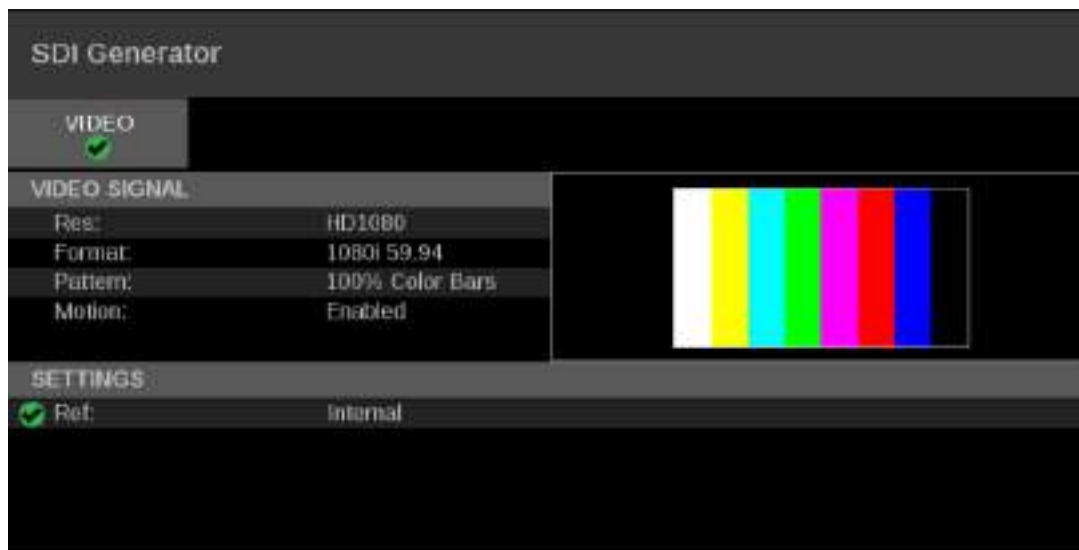 SDI Generator
VIDEO
VIDEO SIGNAL
Res: HD1080
Format: 1080i 59.94
Pattern: 100% Color Bars
Motion: Enabled
SETTINGS
Ref: Internal